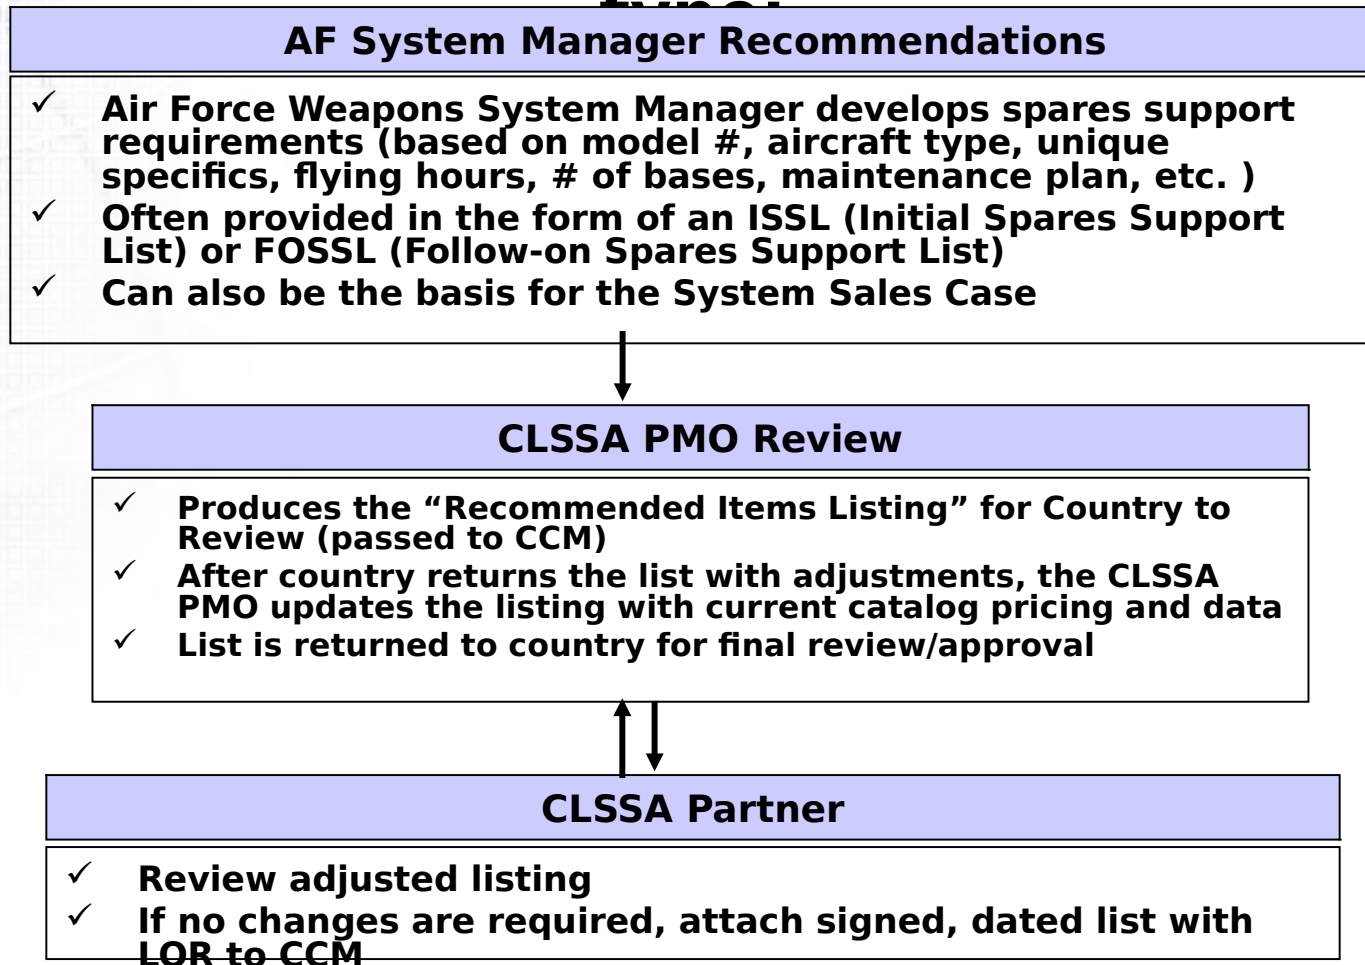 type:
AF System Manager Recommendations
✓ Air Force Weapons System Manager develops spares support
requirements (based on model #, aircraft type, unique
specifics, flying hours, # of bases, maintenance plan, etc. )
✓ Often provided in the form of an ISSL (Initial Spares Support
List) or FOSSL (Follow-on Spares Support List)
✓ Can also be the basis for the System Sales Case
CLSSA PMO Review
✓ Produces the “Recommended Items Listing” for Country to
Review (passed to CCM)
✓ After country returns the list with adjustments, the CLSSA
PMO updates the listing with current catalog pricing and data
✓ List is returned to country for final review/approval
CLSSA Partner
✓ Review adjusted listing
✓ If no changes are required, attach signed, dated list with
LOR to CCM